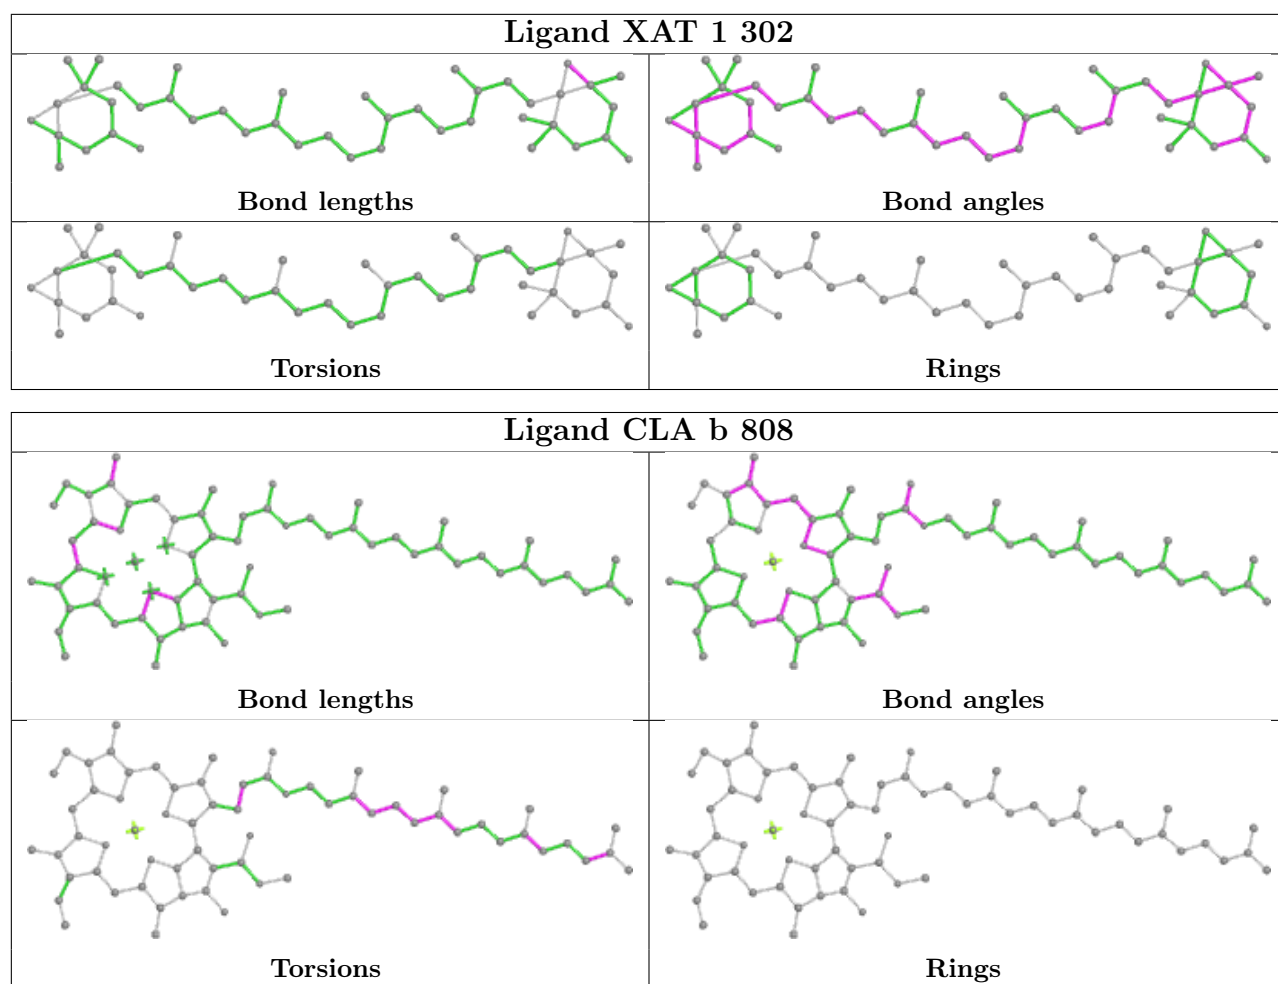 Ligand XAT 1 302
Bond lengths
Bond angles
Torsions
Rings
Ligand CLA b 808
Bond lengths
Bond angles
Torsions
Rings